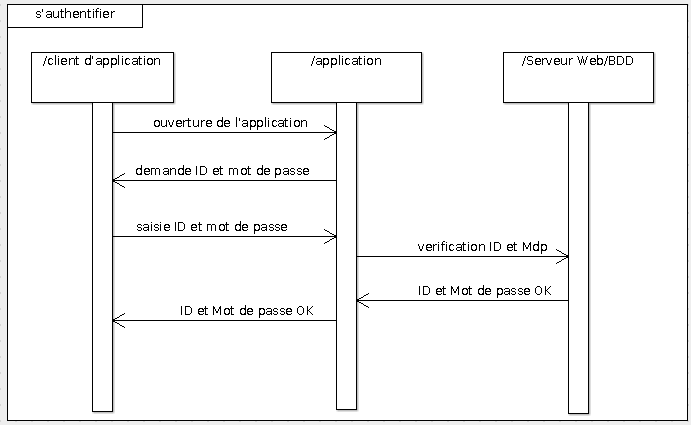 s'authentifier
/client d'application
/application
/Serveur Web/BDD
ouverture de l'application
demande ID et mot de passe
saisie ID et mot de passe
verification ID et Mdp
ID et Mot de passe OK
ID et Mot de passe OK